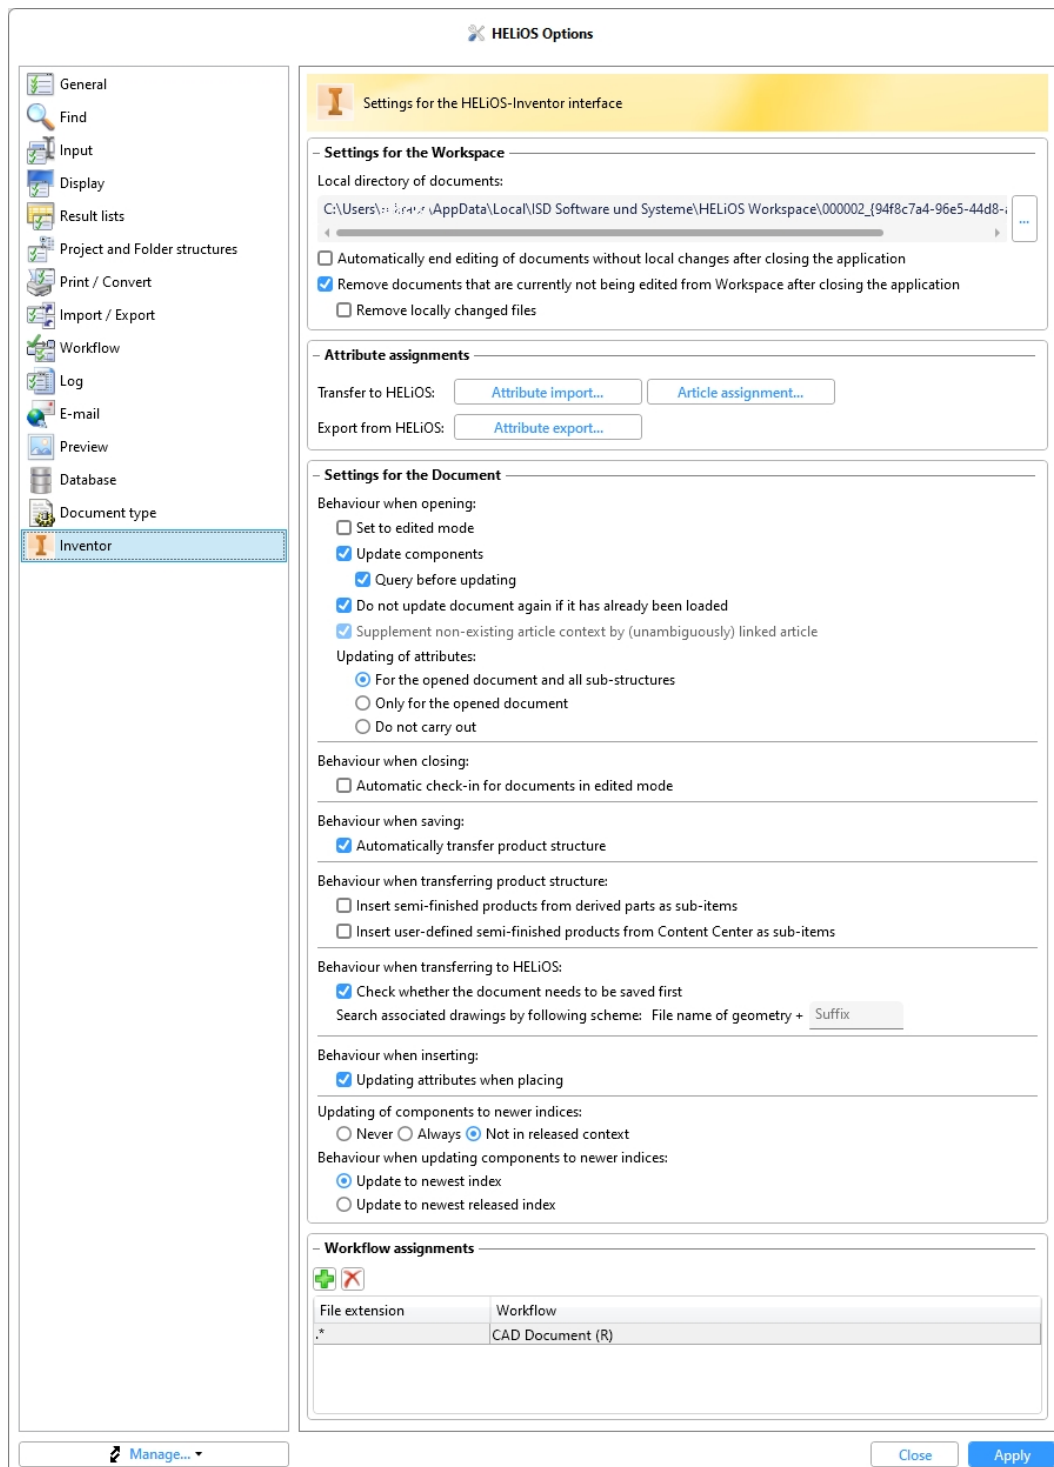 HELiOS Options
General
Find
Input
Display
Result lists
Project and Folder structures
Print / Convert
Import / Export
Workflow
Log
E-mail
Preview
Database
Document type
Inventor
Manage...
Settings for the HELiOS-Inventor interface
Settings for the Workspace
Local directory of documents:
C:\Users\ \AppData\Local\ISD Software und Systeme\HELiOS Workspace\000002_{94f8c7a4-96e5-44d8-
...
Automatically end editing of documents without local changes after closing the application
Remove documents that are currently not being edited from Workspace after closing the application
Remove locally changed files
Attribute assignments
Transfer to HELiOS: Attribute import... Article assignment...
Export from HELiOS: Attribute export...
Settings for the Document
Behaviour when opening:
Set to edited mode
Update components
Query before updating
Do not update document again if it has already been loaded
Supplement non-existing article context by (unambiguously) linked article
Updating of attributes:
For the opened document and all sub-structures
Only for the opened document
Do not carry out
Behaviour when closing:
Automatic check-in for documents in edited mode
Behaviour when saving:
Automatically transfer product structure
Behaviour when transferring product structure:
Insert semi-finished products from derived parts as sub-items
Insert user-defined semi-finished products from Content Center as sub-items
Behaviour when transferring to HELiOS:
Check whether the document needs to be saved first
Search associated drawings by following scheme: File name of geometry + Suffix
Behaviour when inserting:
Updating attributes when placing
Updating of components to newer indices:
Never Always Not in released context
Behaviour when updating components to newer indices:
Update to newest index
Update to newest released index
Workflow assignments
File extension Workflow
.* CAD Document (R)
Close Apply